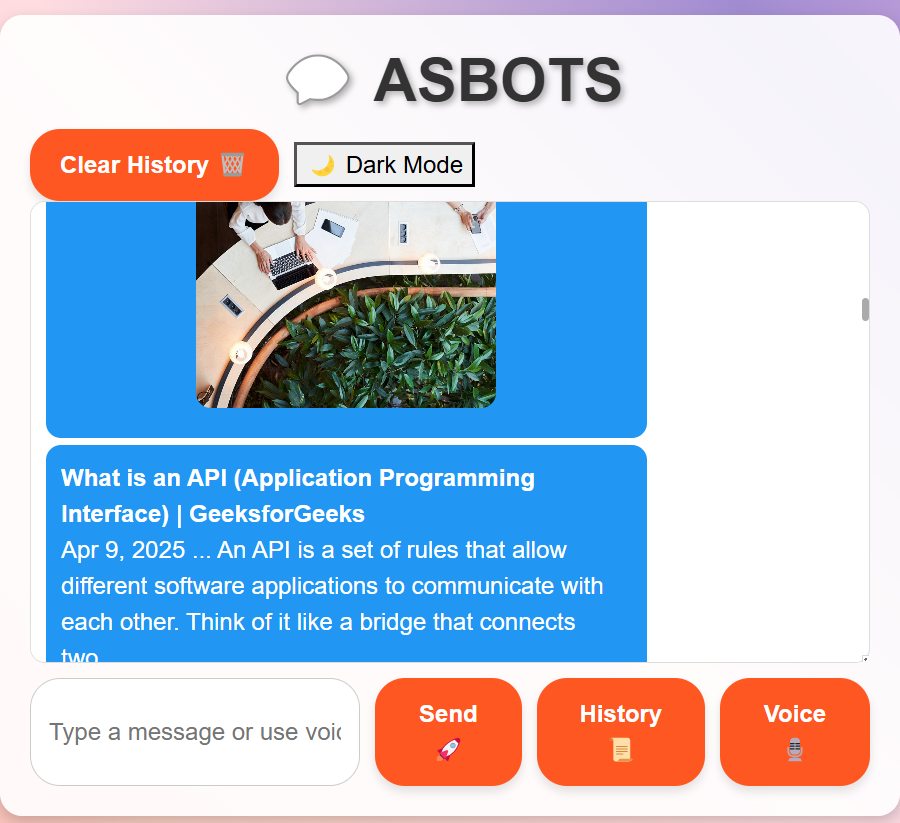 ASBOTS
Clear History
Dark Mode
What is an API (Application Programming
Interface) | GeeksforGeeks
Apr 9, 2025 ... An API is a set of rules that allow
different software applications to communicate with
each other. Think of it like a bridge that connects
two
Type a message or use voic
Send
History
Voice